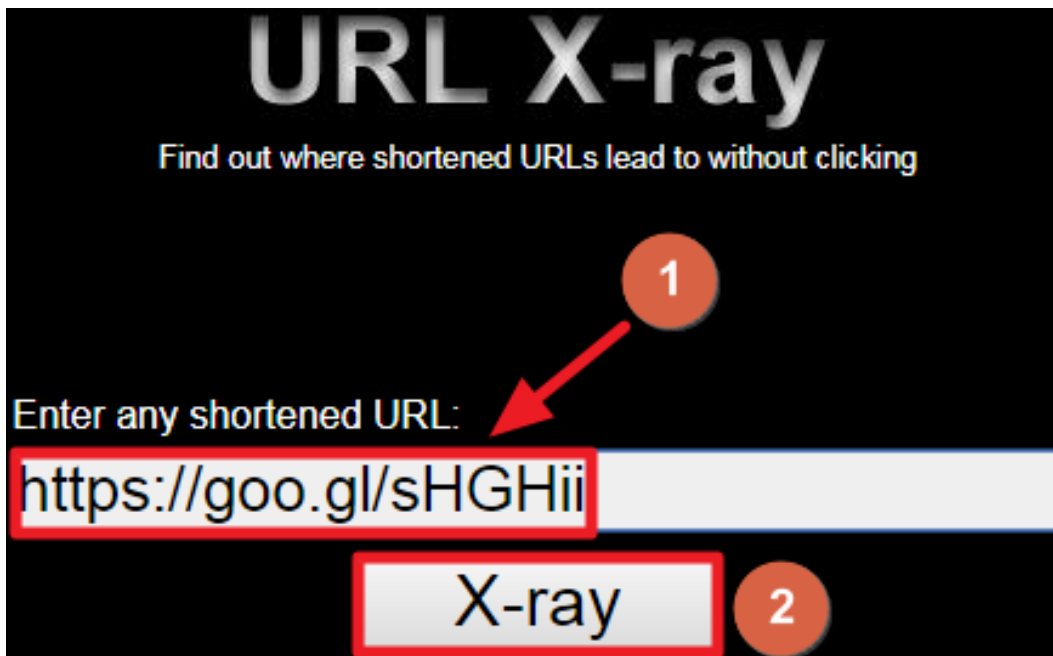 URL X-ray
Find out where shortened URLs lead to without clicking
1
Enter any shortened URL:
https://goo.gl/sHGHii
X-ray
2